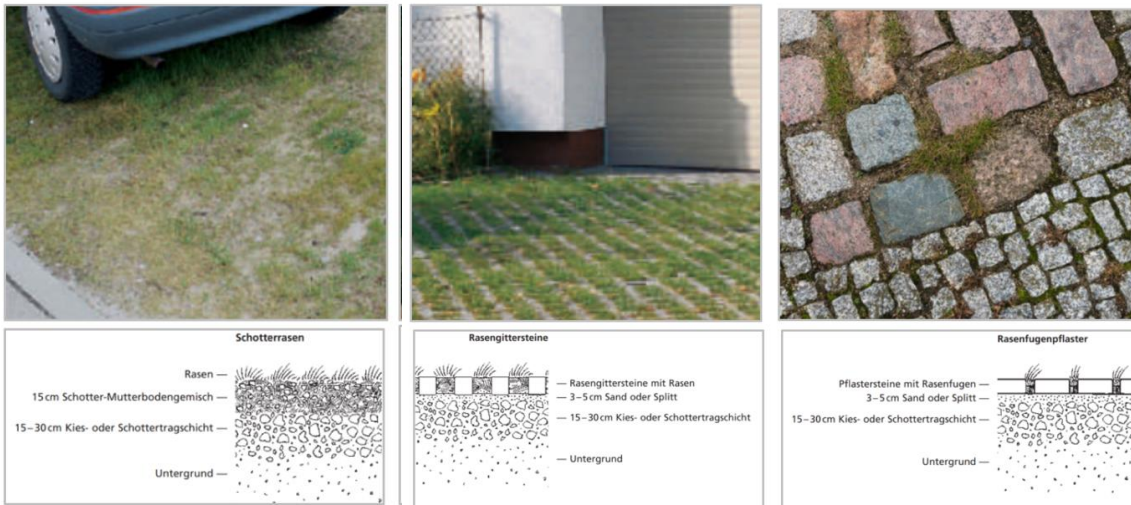 Schotterrasen
Rasen
15 cm Schotter-Mutterbodengemisch
15–30 cm Kies- oder Schottertragschicht
Untergrund
Rasengittersteine
Rasengittersteine mit Rasen
3–5 cm Sand oder Splitt
15–30 cm Kies- oder Schottertragschicht
Untergrund
Rasenfugenpflaster
Pflastersteine mit Rasenfugen
3–5 cm Sand oder Splitt
15–30 cm Kies- oder Schottertragschicht
Untergrund